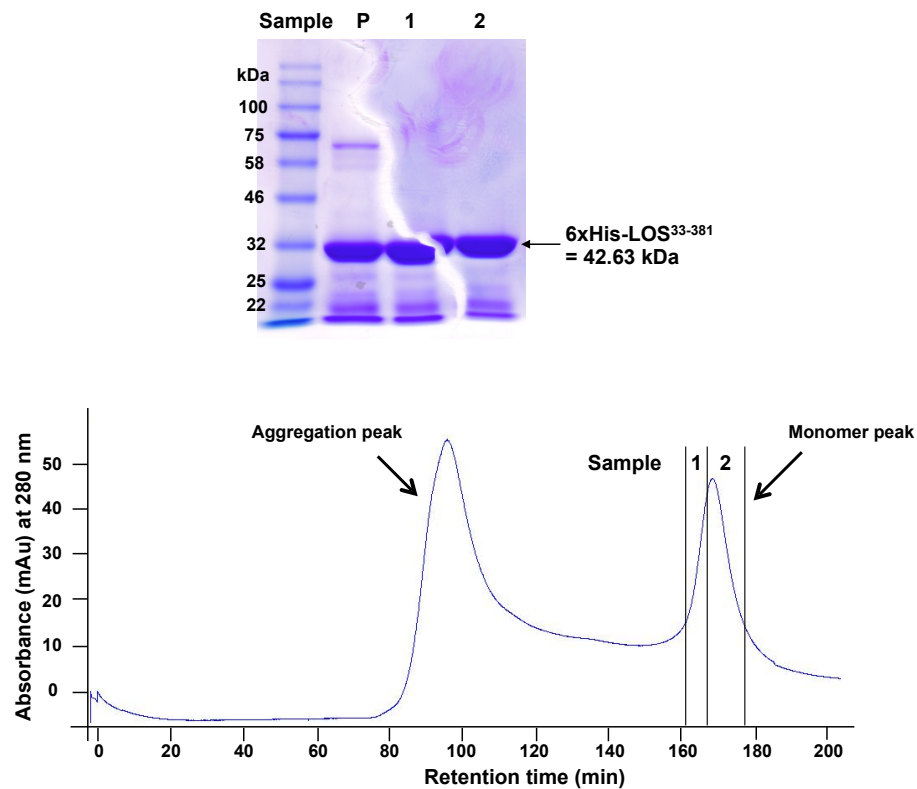 Sample P 1 2
kDa
100
75
58
46
32
25
22
6xHis-LOS33-381
= 42.63 kDa
Aggregation peak
Monomer peak
Sample 1 2
Absorbance (mAu) at 280 nm
50
40
30
20
10
0
0 20 40 60 80 100 120 140 160 180 200
Retention time (min)